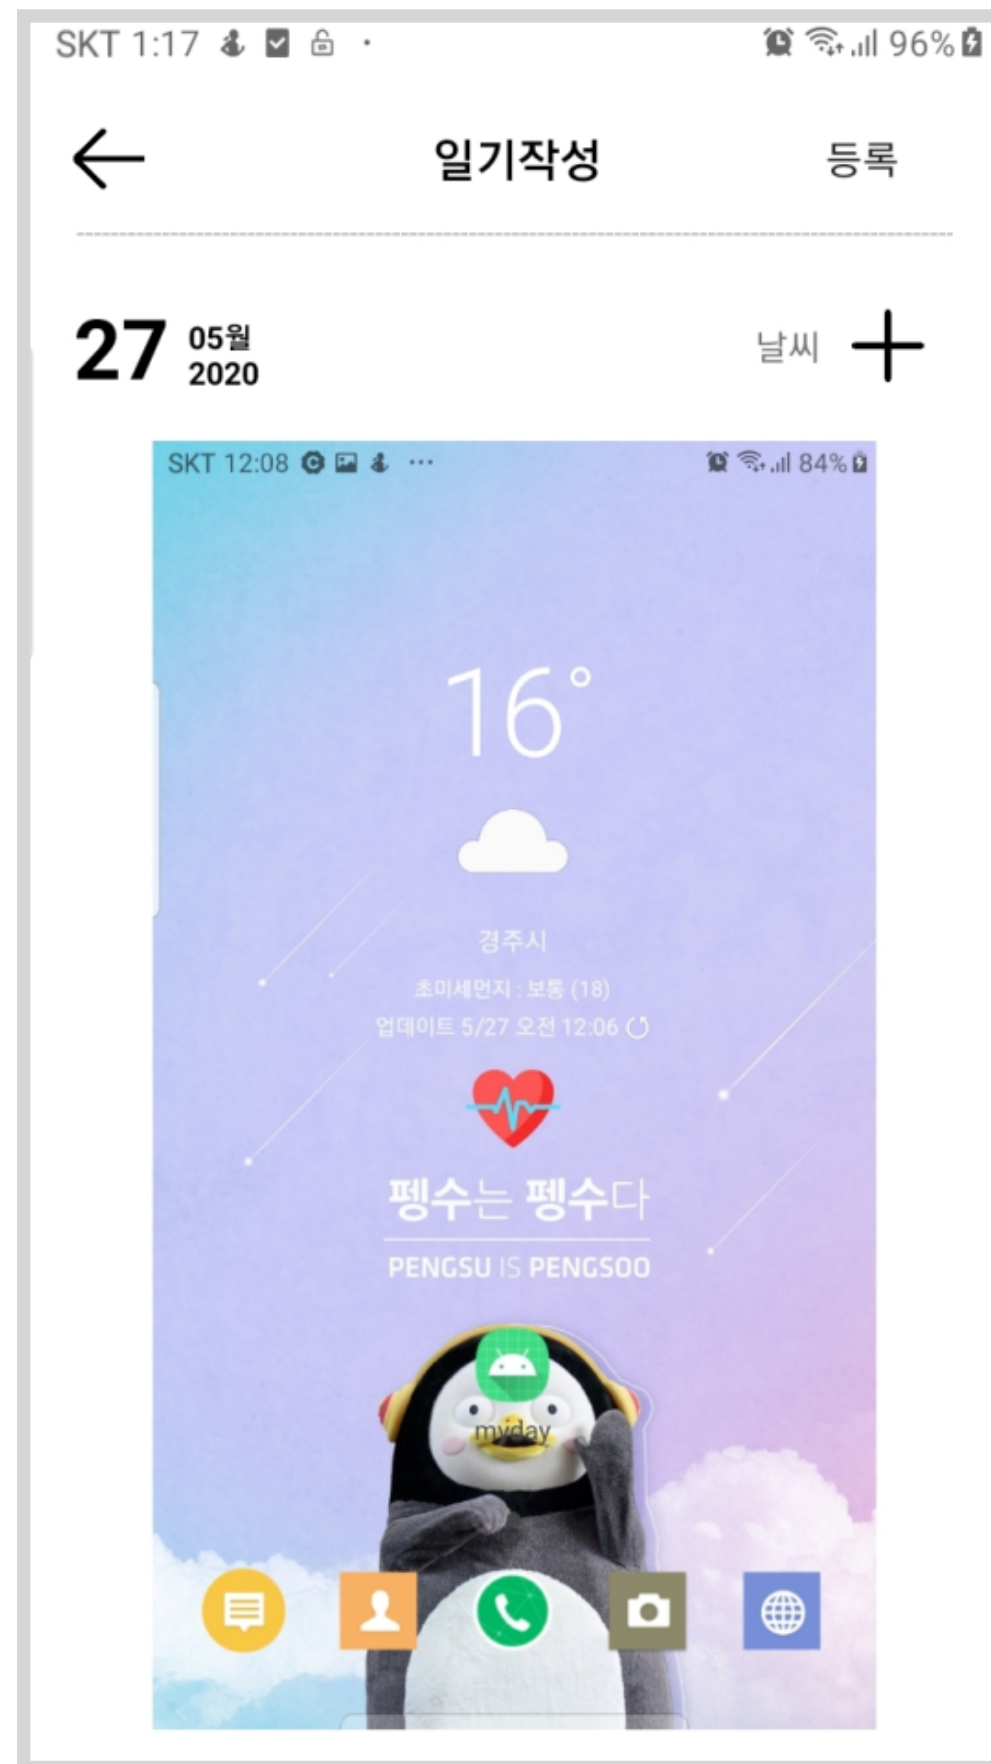 SKT 1:17 96%
일기작성 등록
27 05월 2020 날씨
SKT 12:08 84%
16°
경주시
초미세먼지 : 보통 (18)
업데이트 5/27 오전 12:06
펭수는 펭수다
PENGSU IS PENGSOO
myday